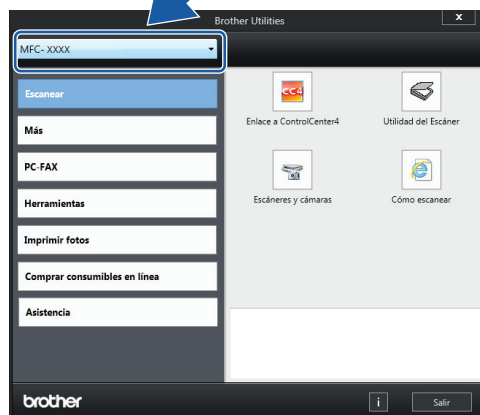 Brother Utilities
x
MFC- XXXX
Escanear
Más
PC-FAX
Herramientas
Imprimir fotos
Comprar consumibles en línea
Asistencia
CC4
Enlace a ControlCenter4
Utilidad del Escáner
Escáneres y cámaras
Cómo escanear
brother
i
Salir